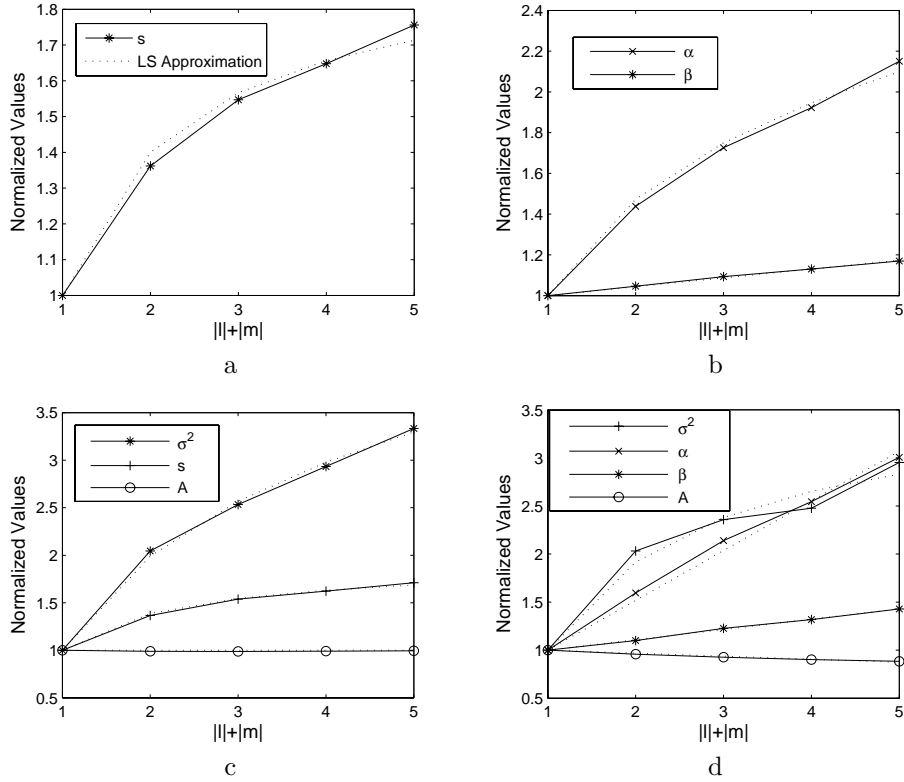 1.8
1.7
1.6
1.5
1.4
1.3
1.2
1.1
1
1 2 3 4 5
Normalized Values
|l|+|m|
s
LS Approximation
a
2.4
2.2
2
1.8
1.6
1.4
1.2
1
1 2 3 4 5
Normalized Values
|l|+|m|
α
β
b
3.5
3
2.5
2
1.5
1
0.5
1 2 3 4 5
Normalized Values
|l|+|m|
σ²
s
A
c
3.5
3
2.5
2
1.5
1
0.5
1 2 3 4 5
Normalized Values
|l|+|m|
σ²
α
β
A
d